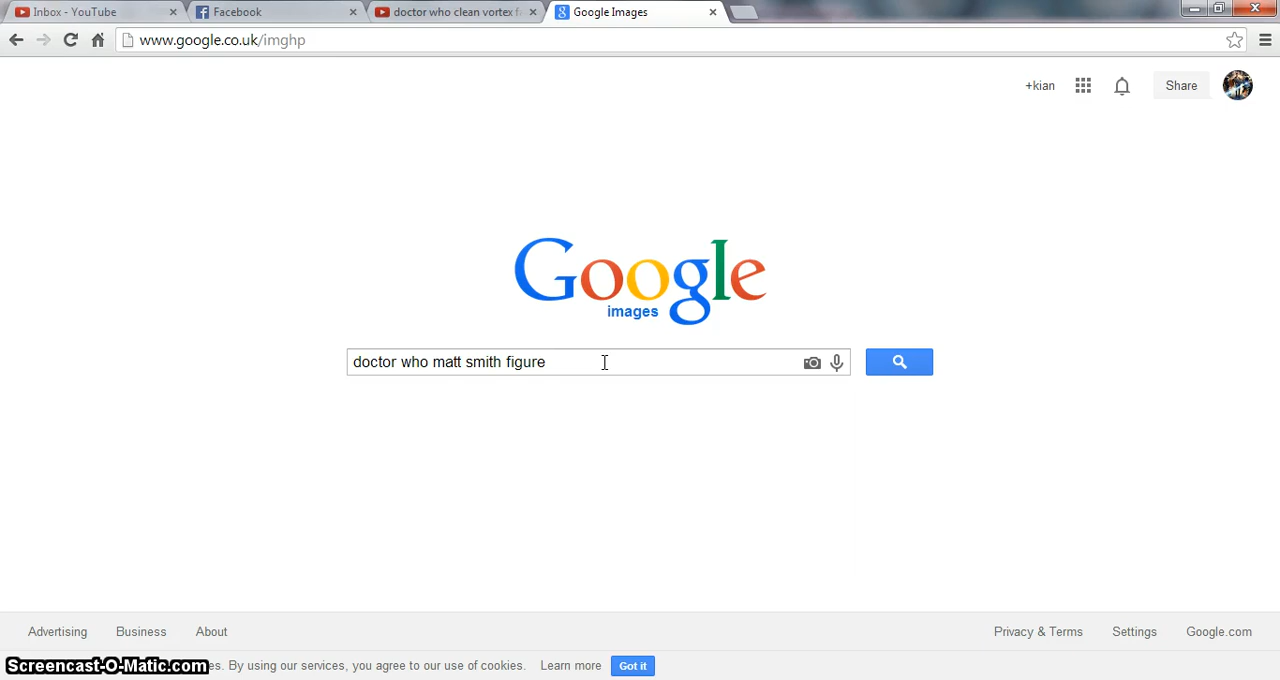 Inbox - YouTube
Facebook
doctor who clean vortex f
Google Images
www.google.co.uk/imghp
+kian
Share
Google
images
doctor who matt smith figure
Advertising
Business
About
Privacy & Terms
Settings
Google.com
Screencast-O-Matic.com
es. By using our services, you agree to our use of cookies.
Learn more
Got it